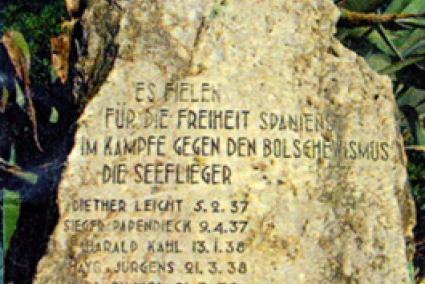 ES FIELEN
FÜR DIE FREIHEIT SPANIENS
IM KAMPFE GEGEN DEN BOLSCHEWISMUS
DIE SEEFLIEGER
DIETHER LEICHT 5.2.37
SIEGER PAPENDIECK 9.4.37
HARALD KAHL 13.1.38
JÜRGENS 21.3.38